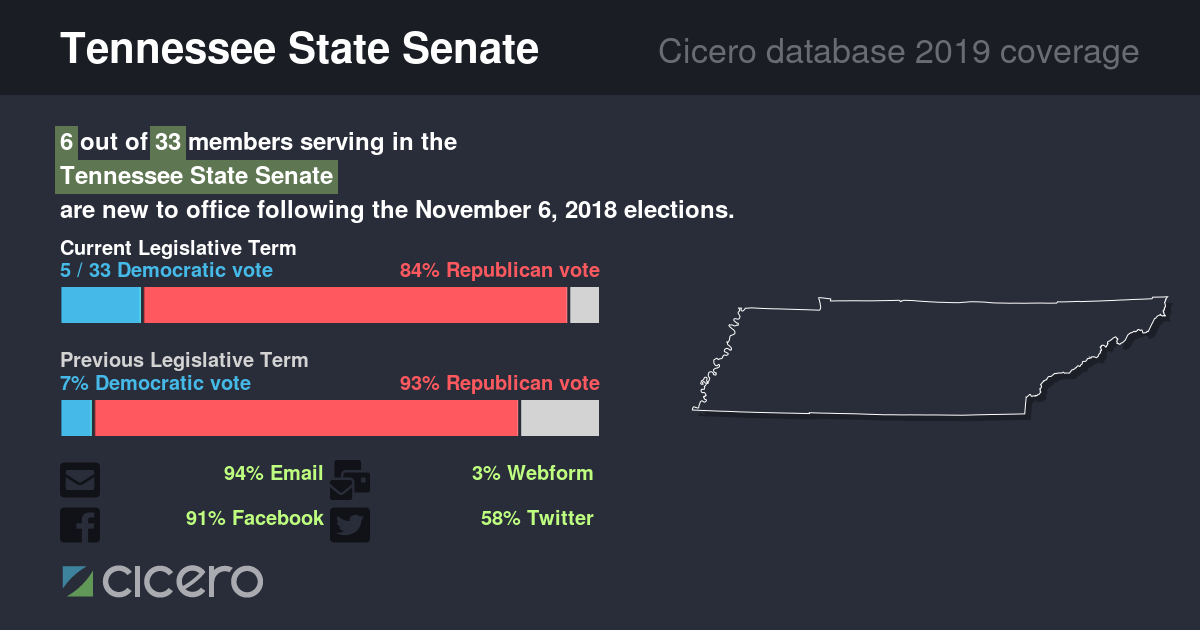 Tennessee State Senate
Cicero database 2019 coverage
6 out of 33 members serving in the
Tennessee State Senate
are new to office following the November 6, 2018 elections.
Current Legislative Term
5 / 33 Democratic vote
84% Republican vote
Previous Legislative Term
7% Democratic vote
93% Republican vote
94% Email
3% Webform
91% Facebook
58% Twitter
cicero